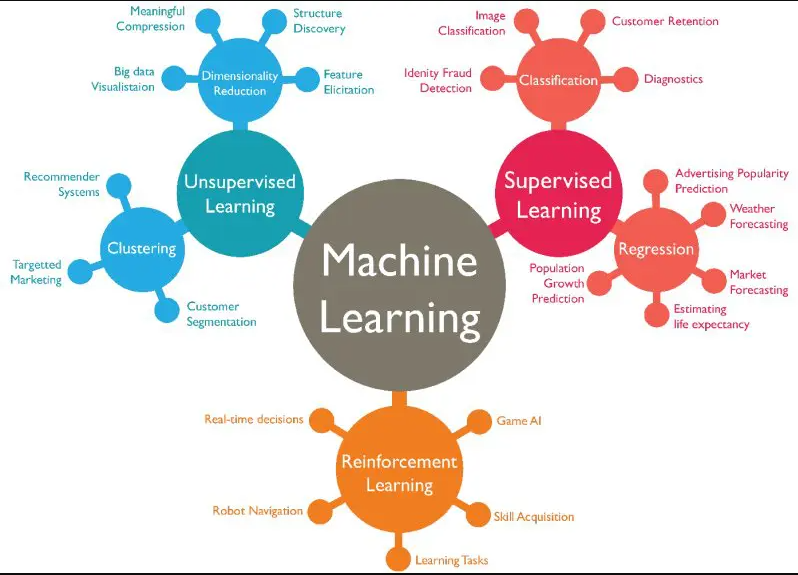 Meaningful
Compression
Structure
Discovery
Big data
Visualistaion
Dimensionality
Reduction
Feature
Elicitation
Unsupervised
Learning
Recommender
Systems
Clustering
Targetted
Marketing
Customer
Segmentation
Image
Classification
Customer Retention
Idenity Fraud
Detection
Classification
Diagnostics
Supervised
Learning
Advertising Popularity
Prediction
Weather
Forecasting
Regression
Population
Growth
Prediction
Market
Forecasting
Estimating
life expectancy
Machine
Learning
Real-time decisions
Game AI
Reinforcement
Learning
Robot Navigation
Skill Acquisition
Learning Tasks